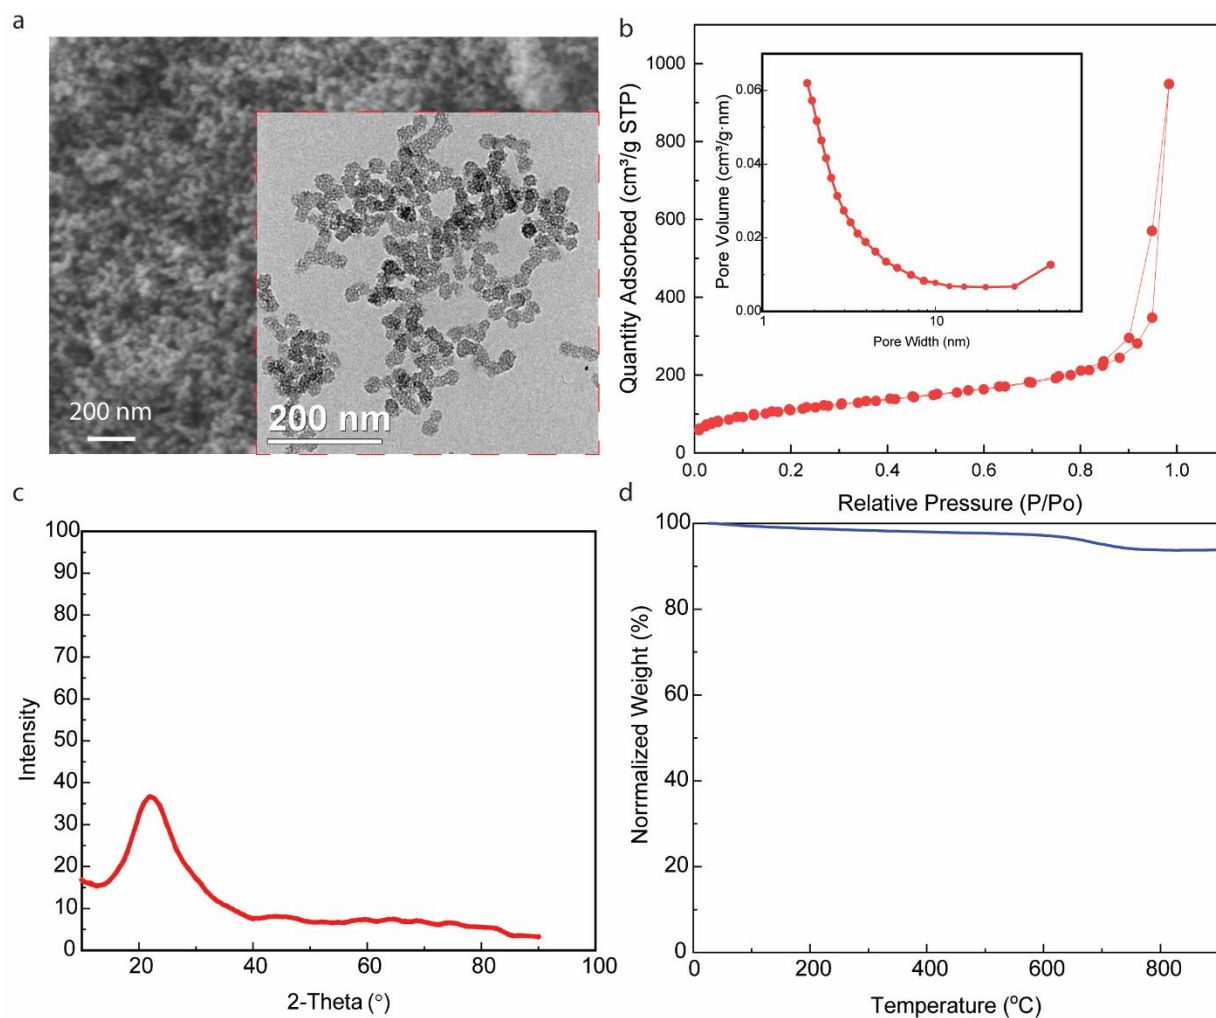 a
200 nm
200 nm
b
Quantity Adsorbed (cm³/g STP)
1000
800
600
400
200
0
0.0 0.2 0.4 0.6 0.8 1.0
Relative Pressure (P/Po)
Pore Volume (cm³/g·nm)
0.06
0.04
0.02
0.00
1 10
Pore Width (nm)
c
Intensity
100
90
80
70
60
50
40
30
20
10
0
20 40 60 80 100
2-Theta (°)
d
Norrmalized Weight (%)
100
80
60
40
20
0
0 200 400 600 800
Temperature (ºC)